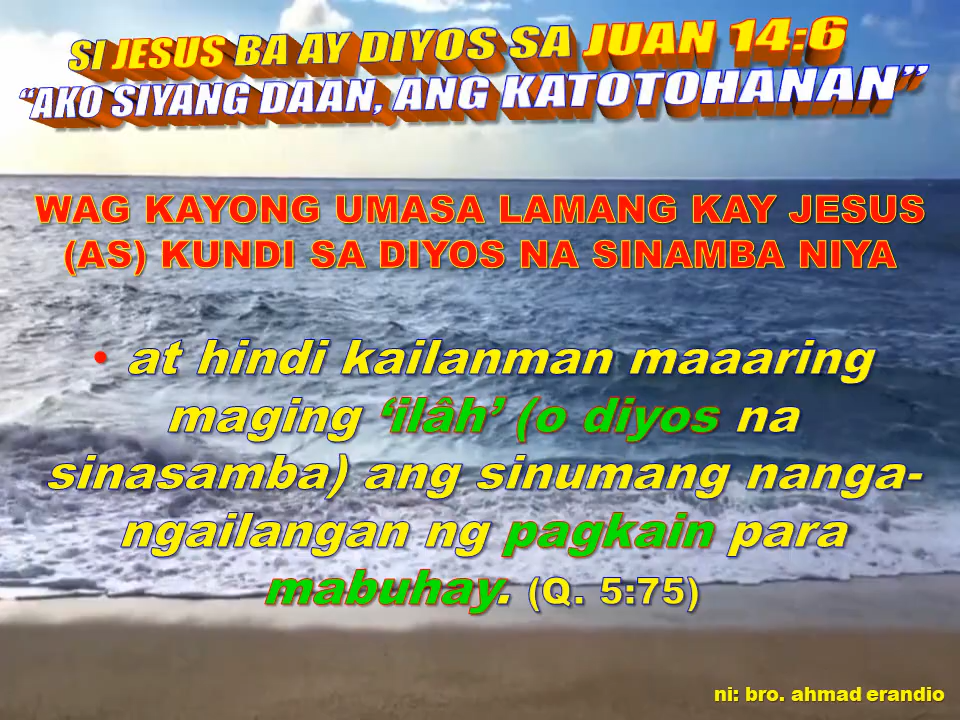 SI JESUS BA AY DIYOS SA JUAN 14:6
“AKO SIYANG DAAN, ANG KATOTOHANAN”
WAG KAYONG UMASA LAMANG KAY JESUS
(AS) KUNDI SA DIYOS NA SINAMBA NIYA
• at hindi kailanman maaaring
maging ‘ilâh’ (o diyos na
sinasamba) ang sinumang nanga-
ngailangan ng pagkain para
mabuhay. (Q. 5:75)
ni: bro. ahmad erandio